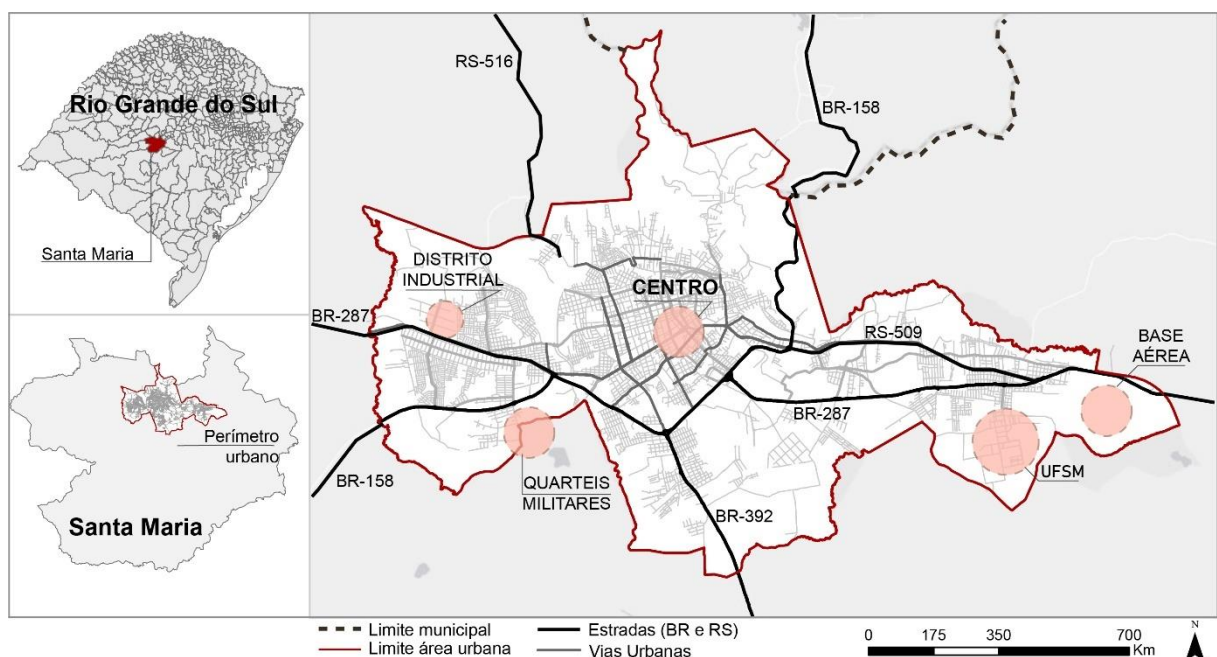 Rio Grande do Sul
Santa Maria
Perímetro
urbano
Santa Maria
RS-516
BR-158
DISTRITO
INDUSTRIAL
CENTRO
BR-287
RS-509
BASE
AÉREA
BR-287
BR-158
QUARTEIS
MILITARES
UFSM
BR-392
Limite municipal
Estradas (BR e RS)
Limite área urbana
Vias Urbanas
0 175 350 700
Km
N